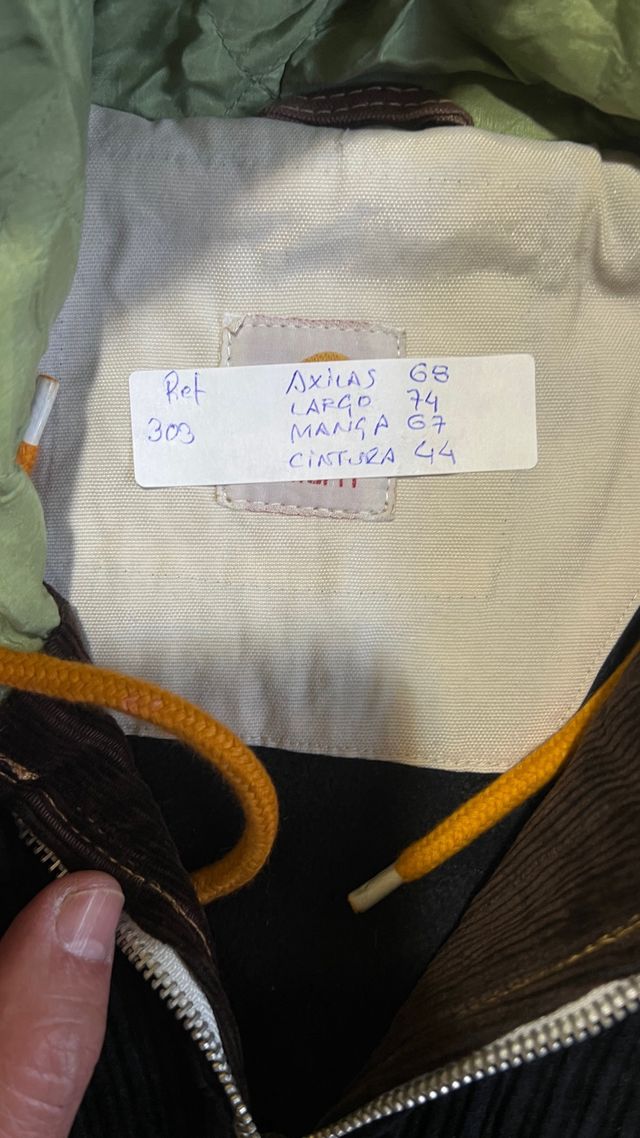 Ref
303
AXILAS 68
LARGO 74
MANGA 67
CINTURA 44